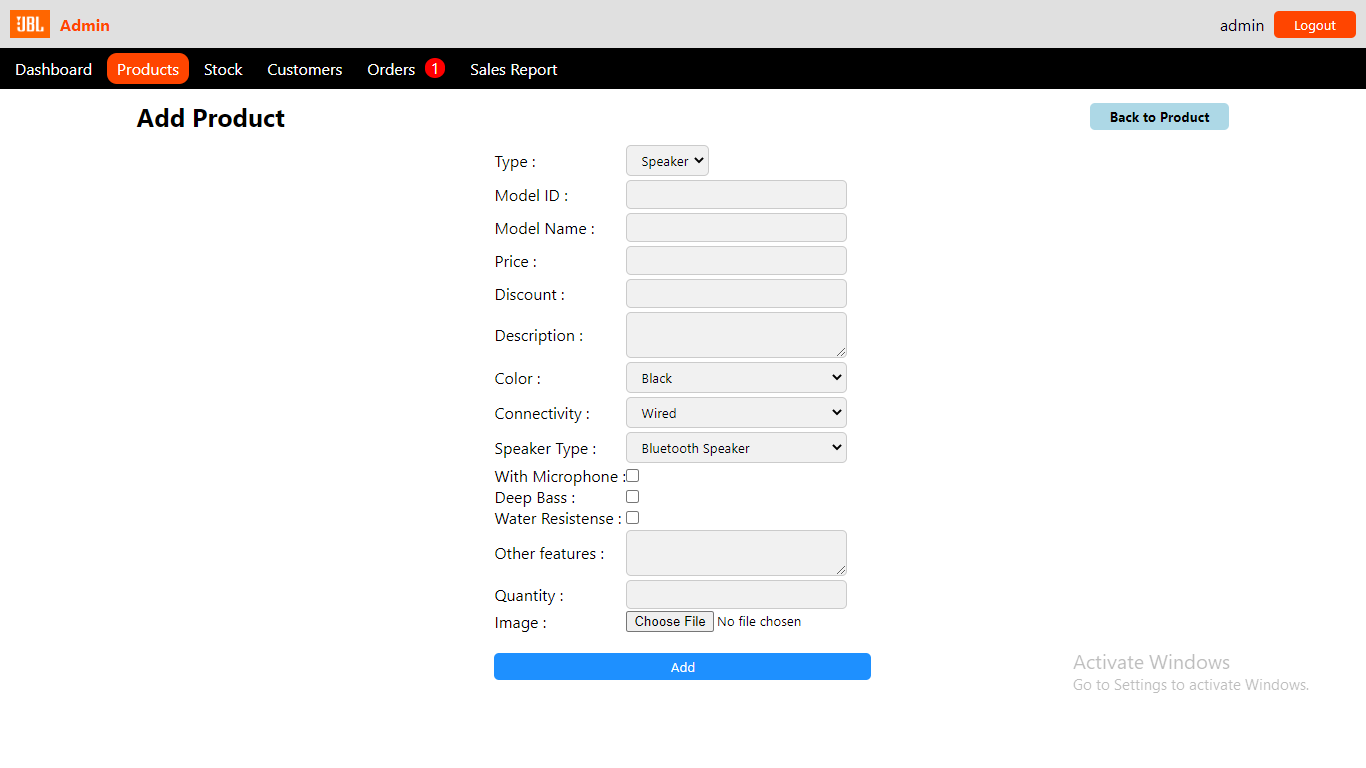 JBL Admin admin Logout
Dashboard Products Stock Customers Orders 1 Sales Report
Add Product Back to Product
Type : Speaker
Model ID :
Model Name :
Price :
Discount :
Description :
Color : Black
Connectivity : Wired
Speaker Type : Bluetooth Speaker
With Microphone :
Deep Bass :
Water Resistense :
Other features :
Quantity :
Image : Choose File No file chosen
Add
Activate Windows
Go to Settings to activate Windows.